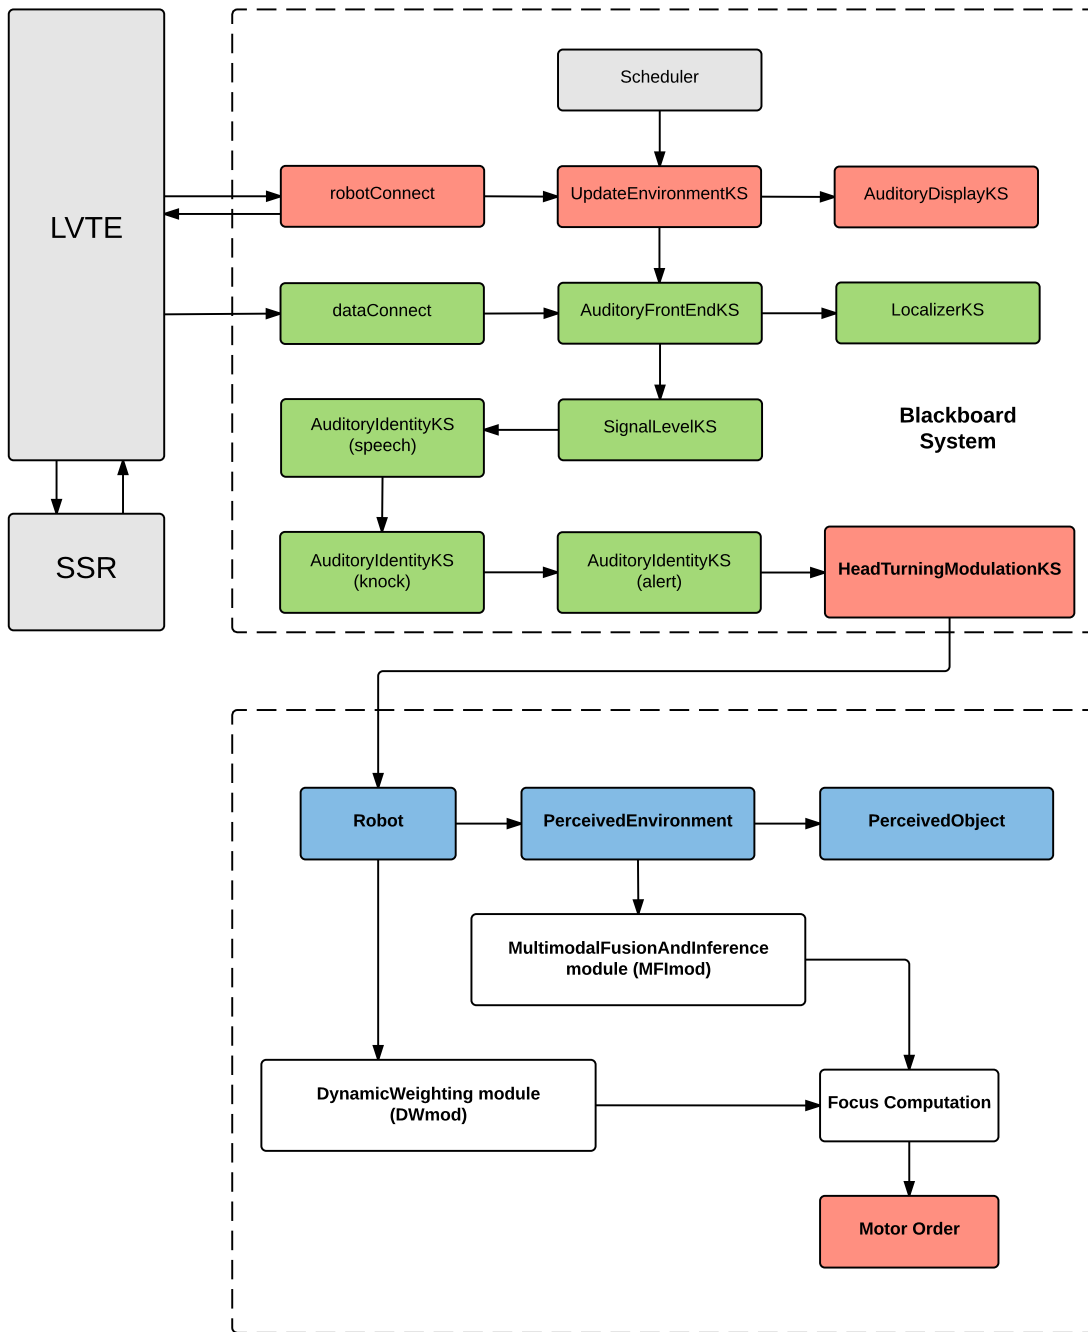 Scheduler
LVTE
robotConnect
UpdateEnvironmentKS
AuditoryDisplayKS
dataConnect
AuditoryFrontEndKS
LocalizerKS
AuditoryIdentityKS
(speech)
SignalLevelKS
Blackboard
System
SSR
AuditoryIdentityKS
(knock)
AuditoryIdentityKS
(alert)
HeadTurningModulationKS
Robot
PerceivedEnvironment
PerceivedObject
MultimodalFusionAndInference
module (MFImod)
DynamicWeighting module
(DWmod)
Focus Computation
Motor Order